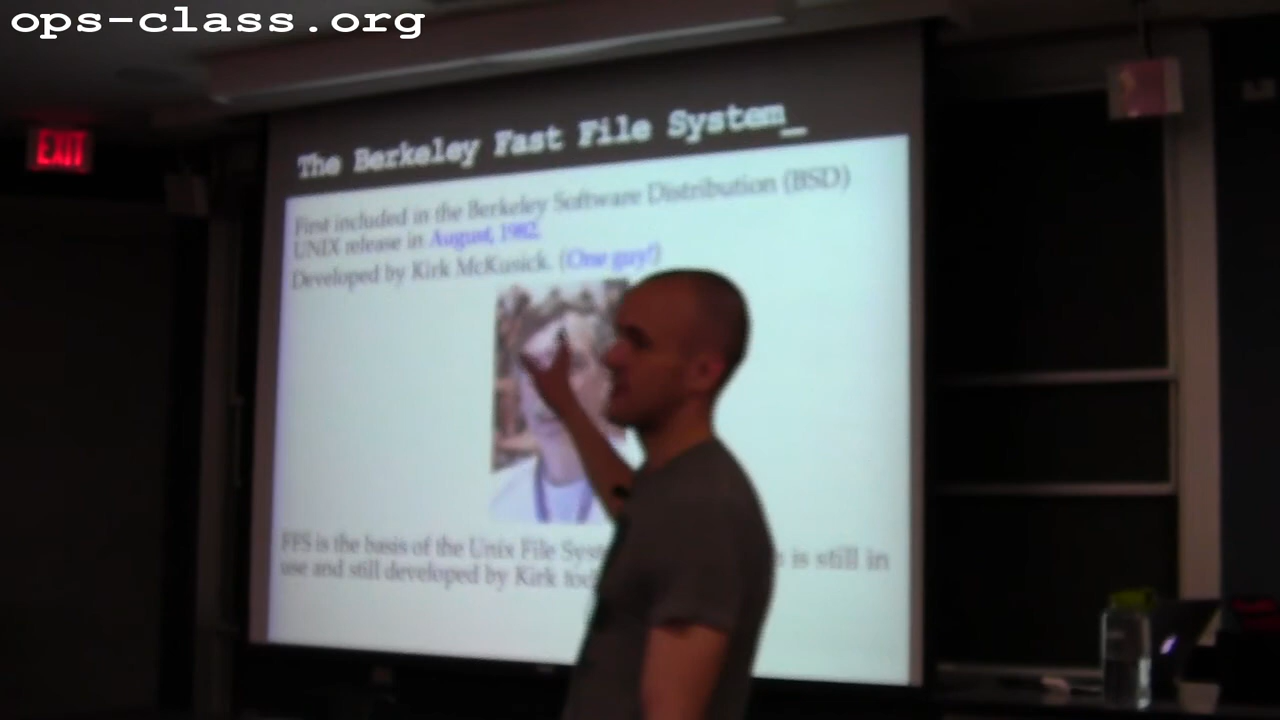 ops-class.org
EXIT
The Berkeley Fast File System_
First included in the Berkeley Software Distribution (BSD)
UNIX release in August, 1982.
Developed by Kirk McKusick. (One guy!)
FFS is the basis of the Unix File is still in
use and still developed by Kirk